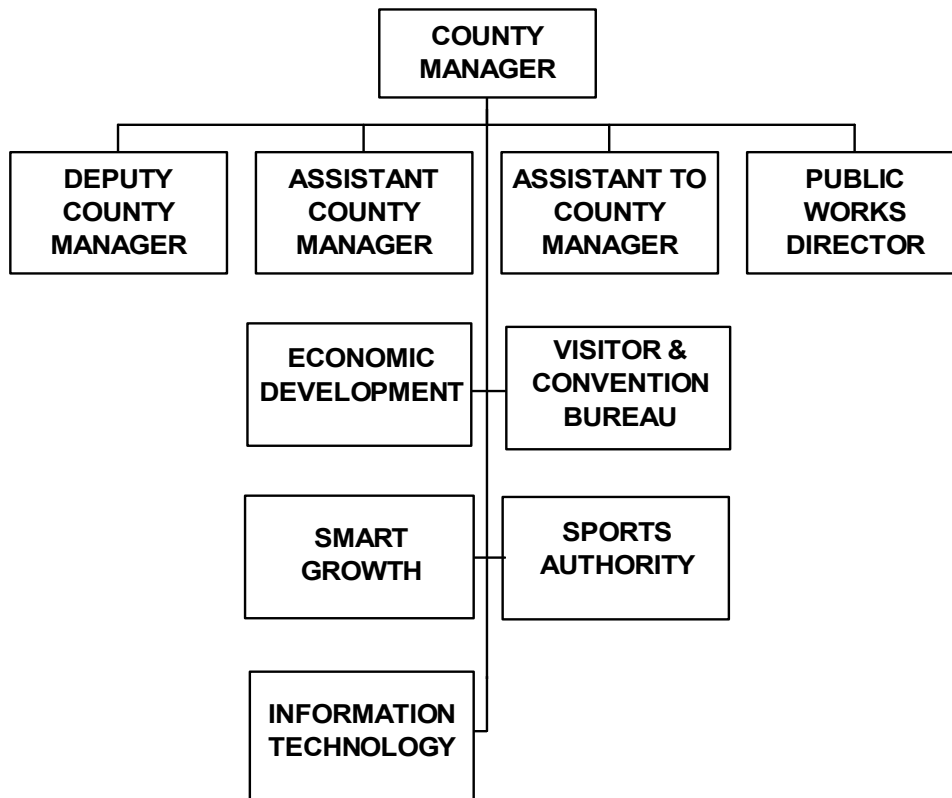 COUNTY
MANAGER
DEPUTY
COUNTY
MANAGER
ASSISTANT
COUNTY
MANAGER
ASSISTANT TO
COUNTY
MANAGER
PUBLIC
WORKS
DIRECTOR
ECONOMIC
DEVELOPMENT
VISITOR &
CONVENTION
BUREAU
SMART
GROWTH
SPORTS
AUTHORITY
INFORMATION
TECHNOLOGY